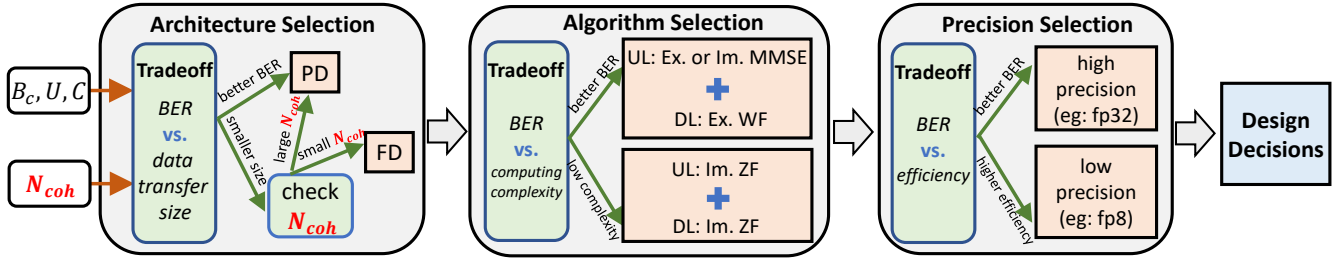 Architecture Selection
B_c, U, C
N_coh
Tradeoff
BER
vs.
data
transfer
size
better BER
smaller size
PD
large N_coh
small N_coh
FD
check
N_coh
Algorithm Selection
Tradeoff
BER
vs.
computing
complexity
better BER
low complexity
UL: Ex. or Im. MMSE
+
DL: Ex. WF
UL: Im. ZF
+
DL: Im. ZF
Precision Selection
Tradeoff
BER
vs.
efficiency
better BER
higher efficiency
high
precision
(eg: fp32)
low
precision
(eg: fp8)
Design
Decisions